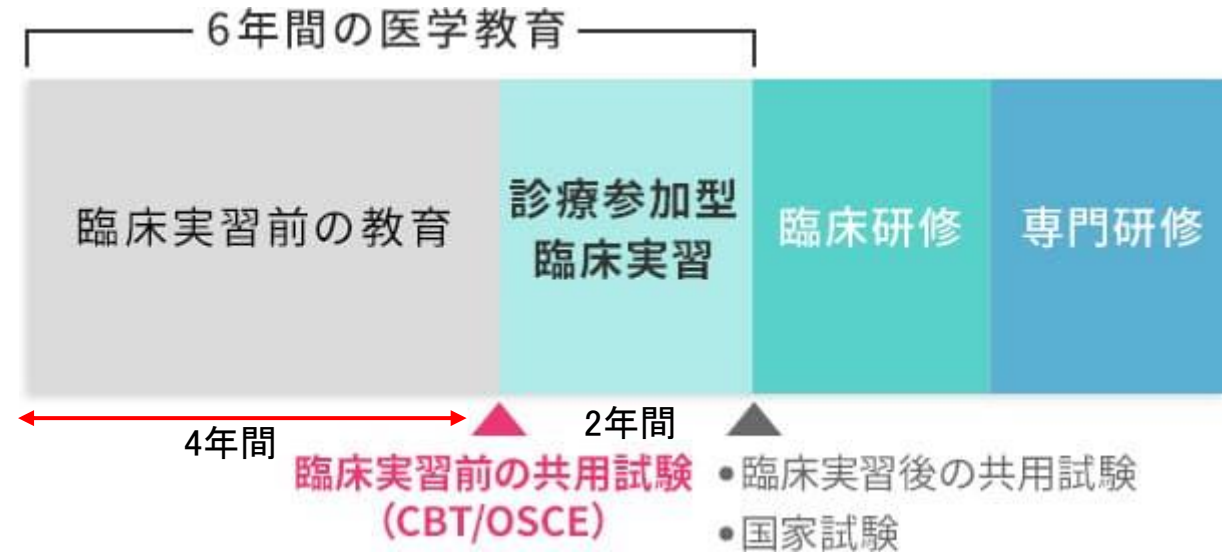 6年間の医学教育
臨床実習前の教育
診療参加型
臨床実習
臨床研修
専門研修
4年間
2年間
臨床実習前の共用試験
（CBT/OSCE）
•臨床実習後の共用試験
•国家試験